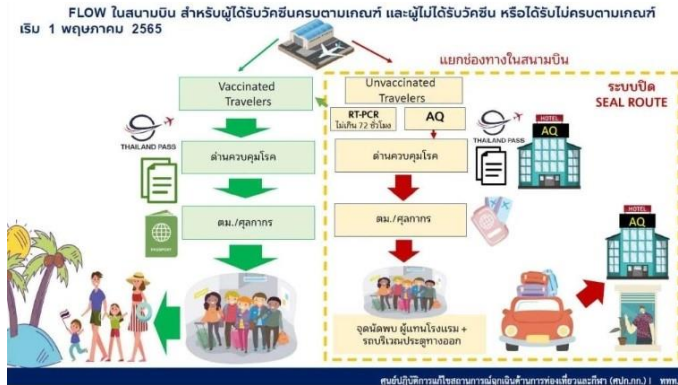 FLOW ในสนามบิน สำหรับผู้ได้รับวัคซีนครบตามเกณฑ์ และผู้ไม่ได้รับวัคซีน หรือได้รับไม่ครบตามเกณฑ์
เริ่ม 1 พฤษภาคม 2565
แยกช่องทางในสนามบิน
Vaccinated
Travelers
Unvaccinated
Travelers
ระบบปิด
SEAL ROUTE
RT-PCR
ไม่เกิน 72 ชั่วโมง
AQ
THAILAND PASS
THAILAND PASS
HOTEL
AQ
ด่านควบคุมโรค
ด่านควบคุมโรค
ตม./ศุลกากร
ตม./ศุลกากร
PASSPORT
HOTEL
AQ
จุดนัดพบ ผู้แทนโรงแรม +
รถบริเวณประตูทางออก
ศูนย์ปฏิบัติการแก้ไขสถานการณ์ฉุกเฉินด้านการท่องเที่ยวและกีฬา (ศปก.กก.) |